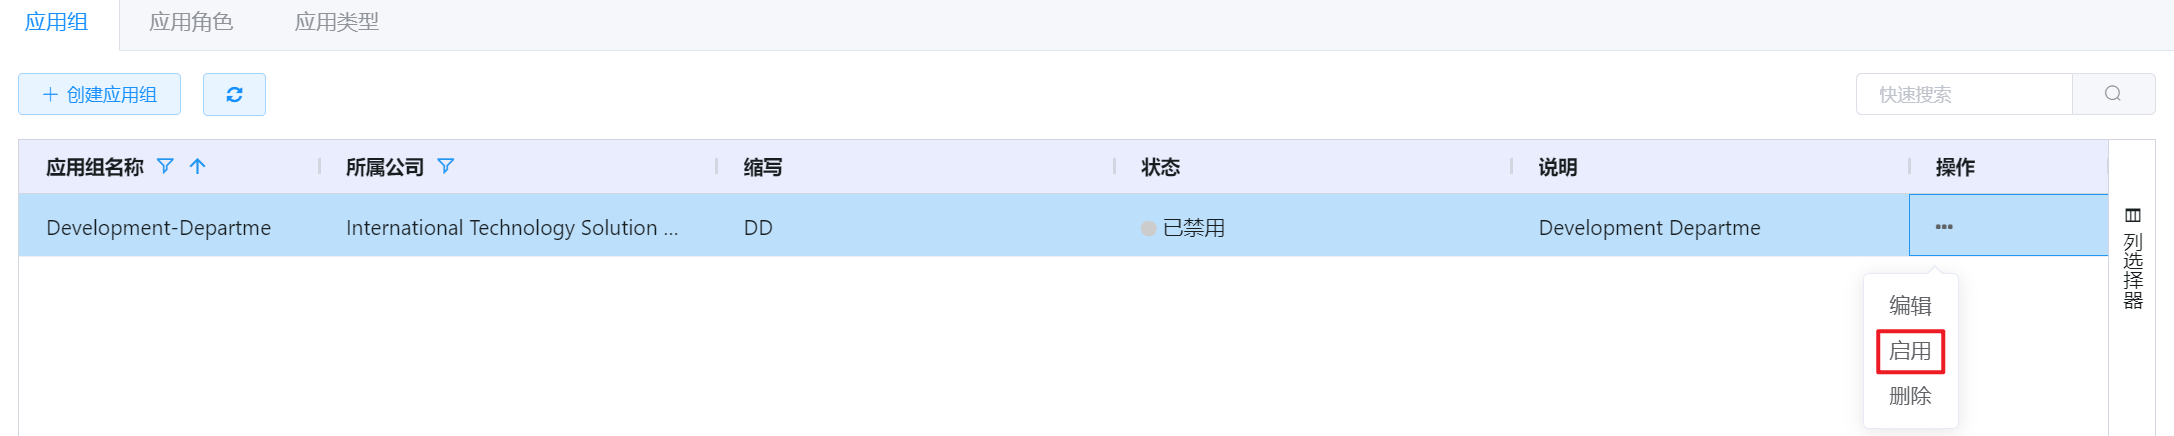 应用组 应用角色 应用类型
创建应用组 快速搜索
应用组名称 所属公司 缩写 状态 说明 操作
Development-Departme International Technology Solution ... DD 已禁用 Development Departme ...
列选择器
编辑
启用
删除